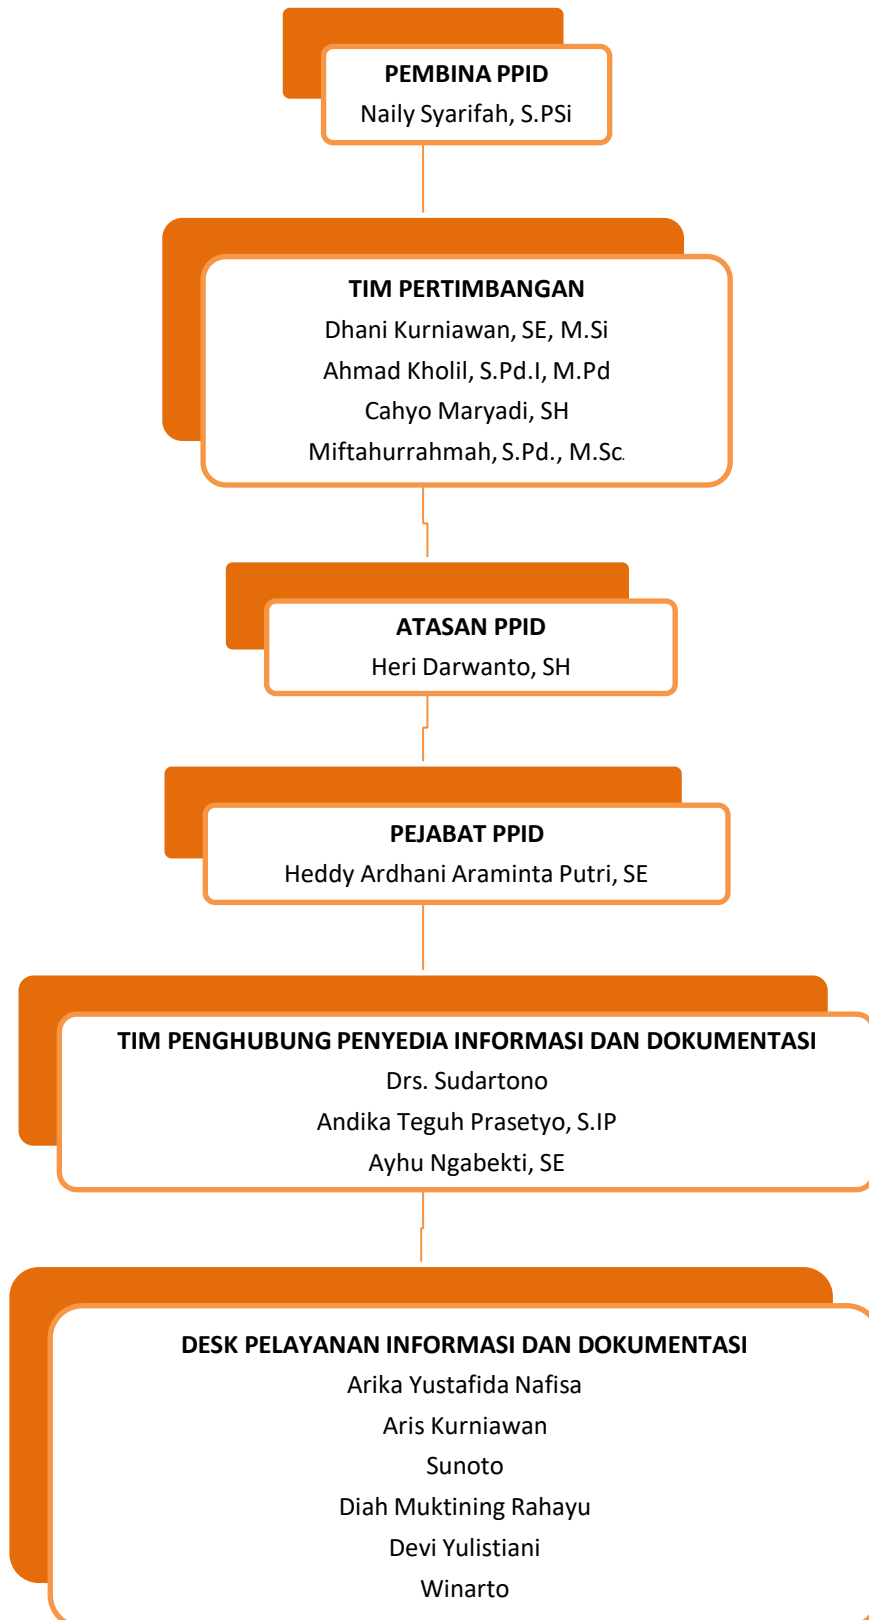 PEMBINA PPID
Naily Syarifah, S.PSi
TIM PERTIMBANGAN
Dhani Kurniawan, SE, M.Si
Ahmad Kholil, S.Pd.I, M.Pd
Cahyo Maryadi, SH
Miftahurrahmah, S.Pd., M.Sc.
ATASAN PPID
Heri Darwanto, SH
PEJABAT PPID
Heddy Ardhani Araminta Putri, SE
TIM PENGHUBUNG PENYEDIA INFORMASI DAN DOKUMENTASI
Drs. Sudartono
Andika Teguh Prasetyo, S.IP
Ayhu Ngabekti, SE
DESK PELAYANAN INFORMASI DAN DOKUMENTASI
Arika Yustafida Nafisa
Aris Kurniawan
Sunoto
Diah Muktining Rahayu
Devi Yulistiani
Winarto